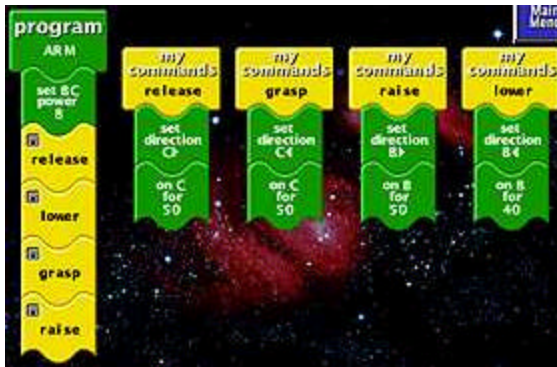 program
ARM
set BC
power
8
release
lower
grasp
raise
my
commands
release
set
direction
C
on C
for
50
my
commands
grasp
set
direction
C
on C
for
50
my
commands
raise
set
direction
B
on B
for
50
my
commands
lower
set
direction
B
on B
for
40
Main
Menu